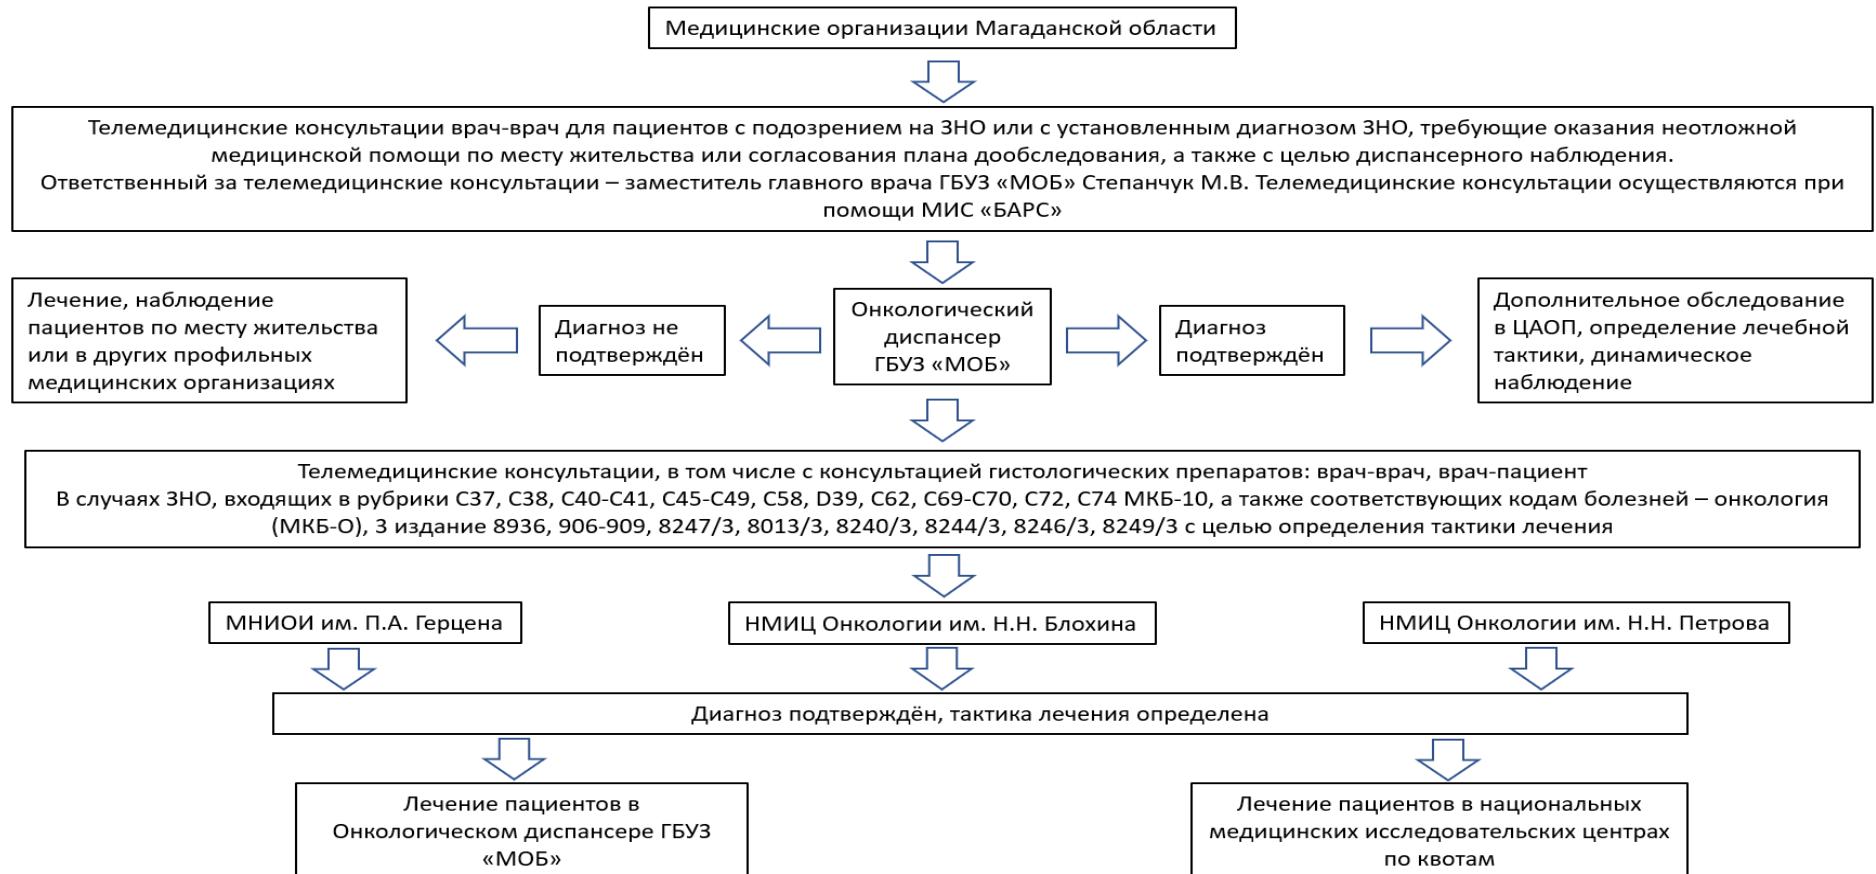 Медицинские организации Магаданской области
Телемедицинские консультации врач-врач для пациентов с подозрением на ЗНО или с установленным диагнозом ЗНО, требующие оказания неотложной
медицинской помощи по месту жительства или согласования плана дообследования, а также с целью диспансерного наблюдения.
Ответственный за телемедицинские консультации – заместитель главного врача ГБУЗ «МОБ» Степанчук М.В. Телемедицинские консультации осуществляются при
помощи МИС «БАРС»
Лечение, наблюдение
пациентов по месту жительства
или в других профильных
медицинских организациях
Диагноз не
подтверждён
Онкологический
диспансер
ГБУЗ «МОБ»
Диагноз
подтверждён
Дополнительное обследование
в ЦАОП, определение лечебной
тактики, динамическое
наблюдение
Телемедицинские консультации, в том числе с консультацией гистологических препаратов: врач-врач, врач-пациент
В случаях ЗНО, входящих в рубрики С37, С38, С40-С41, С45-С49, С58, D39, С62, С69-С70, С72, С74 МКБ-10, а также соответствующих кодам болезней – онкология
(МКБ-О), 3 издание 8936, 906-909, 8247/3, 8013/3, 8240/3, 8244/3, 8246/3, 8249/3 с целью определения тактики лечения
МНИОИ им. П.А. Герцена
НМИЦ Онкологии им. Н.Н. Блохина
НМИЦ Онкологии им. Н.Н. Петрова
Диагноз подтверждён, тактика лечения определена
Лечение пациентов в
Онкологическом диспансере ГБУЗ
«МОБ»
Лечение пациентов в национальных
медицинских исследовательских центрах
по квотам